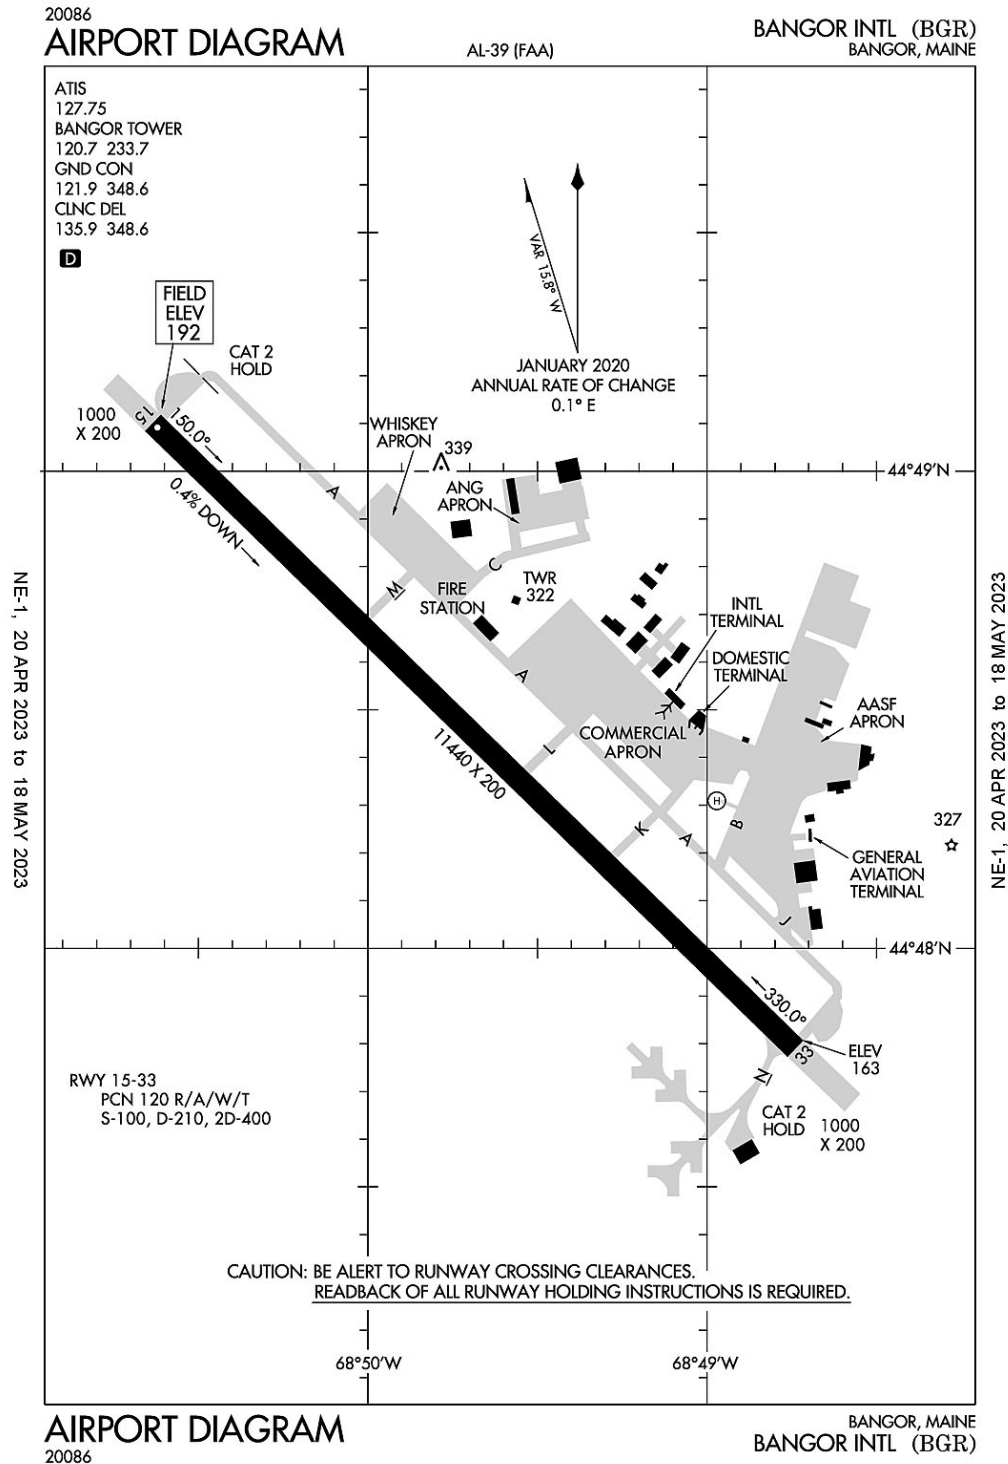 20086
AIRPORT DIAGRAM
AL-39 (FAA)
BANGOR INTL (BGR)
BANGOR, MAINE
ATIS
127.75
BANGOR TOWER
120.7 233.7
GND CON
121.9 348.6
CLNC DEL
135.9 348.6
D
VAR 15.8° W
JANUARY 2020
ANNUAL RATE OF CHANGE
0.1° E
FIELD
ELEV
192
CAT 2
HOLD
1000
X 200
15
150.0°
0.4% DOWN
A
WHISKEY
APRON
339
ANG
APRON
44°49'N
C
M
FIRE
STATION
TWR
322
INTL
TERMINAL
DOMESTIC
TERMINAL
A
COMMERCIAL
APRON
AASF
APRON
L
11440 X 200
H
K
A
B
327
GENERAL
AVIATION
TERMINAL
J
44°48'N
330.0°
33
ELEV
163
N
CAT 2
HOLD
1000
X 200
RWY 15-33
PCN 120 R/A/W/T
S-100, D-210, 2D-400
NE-1, 20 APR 2023 to 18 MAY 2023
NE-1, 20 APR 2023 to 18 MAY 2023
CAUTION: BE ALERT TO RUNWAY CROSSING CLEARANCES.
READBACK OF ALL RUNWAY HOLDING INSTRUCTIONS IS REQUIRED.
68°50'W
68°49'W
AIRPORT DIAGRAM
20086
BANGOR, MAINE
BANGOR INTL (BGR)